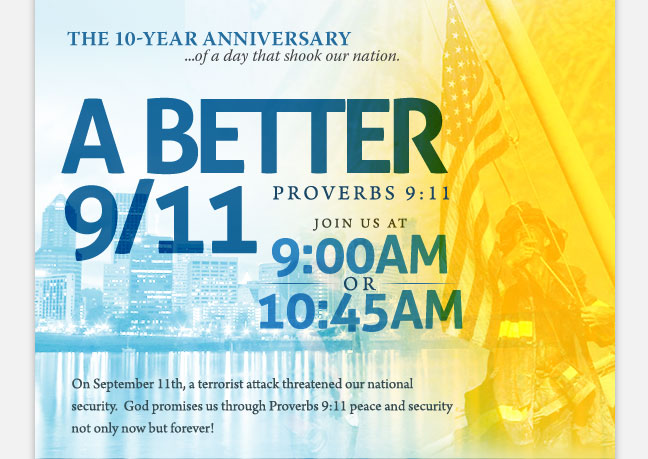 THE 10-YEAR ANNIVERSARY
...of a day that shook our nation.
A BETTER
9/11
PROVERBS 9:11
JOIN US AT
9:00AM
OR
10:45AM
On September 11th, a terrorist attack threatened our national
security.  God promises us through Proverbs 9:11 peace and security
not only now but forever!